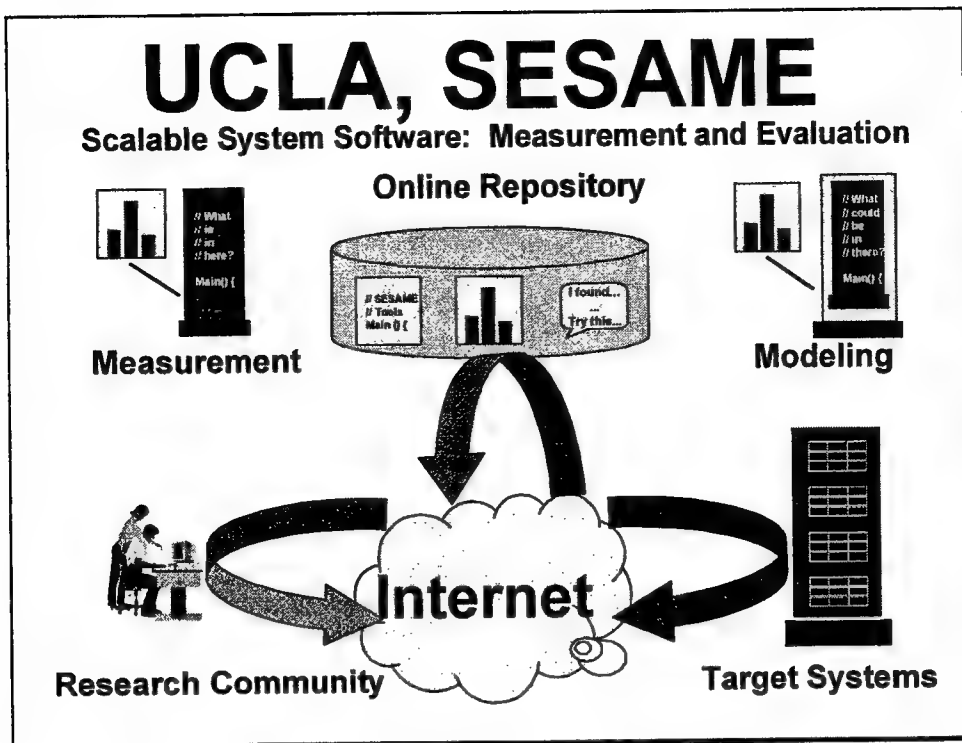 UCLA, SESAME
Scalable System Software: Measurement and Evaluation
Online Repository
// What
// is
// in
// here?
Main() {
Measurement
// SESAME
// Tools
Main () {
I found...
...
Try this...
// What
// could
// be
// in
// there?
Main() {
Modeling
Internet
Research Community
Target Systems